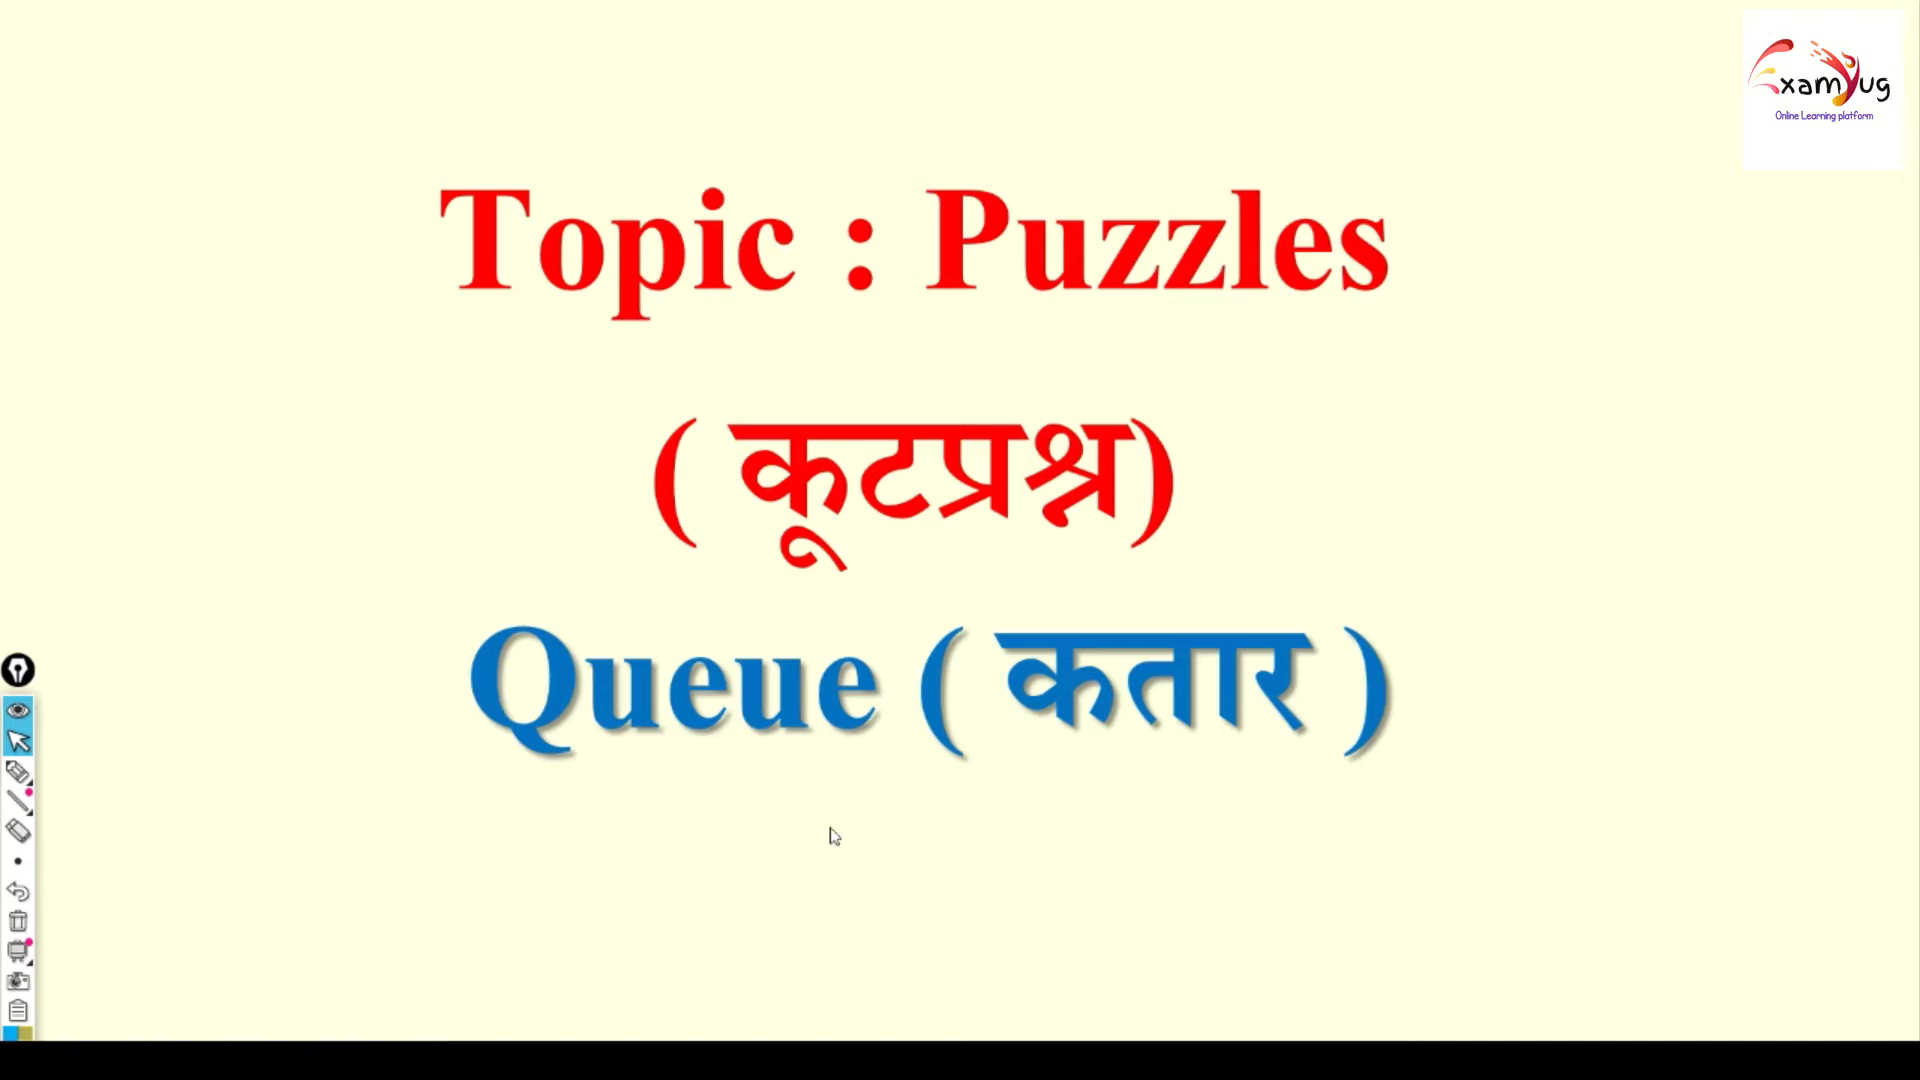 ExamYug
Online Learning platform
Topic : Puzzles
( कूटप्रश्न)
Queue ( कतार )